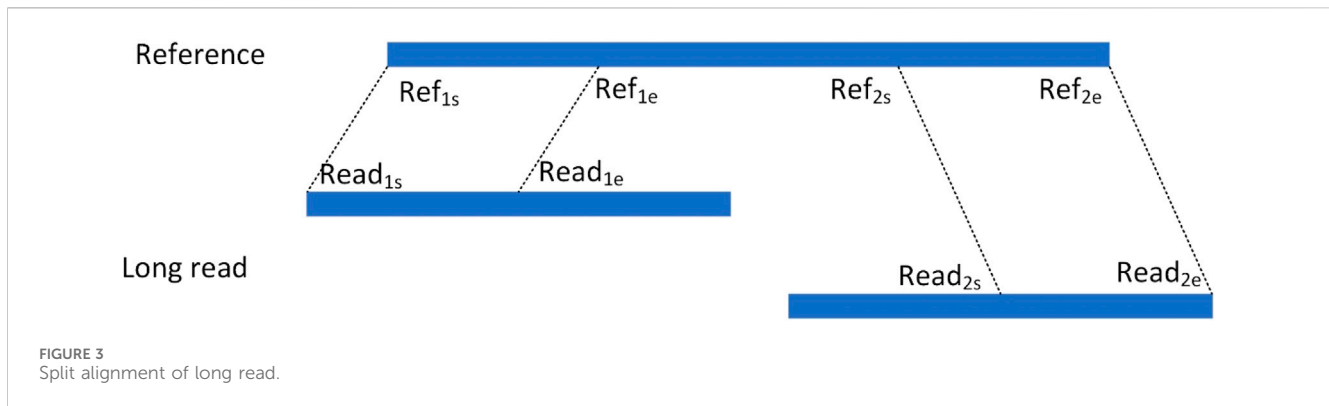 Reference
Ref1s Ref1e Ref2s Ref2e
Read1s Read1e
Long read
Read2s Read2e
FIGURE 3
Split alignment of long read.